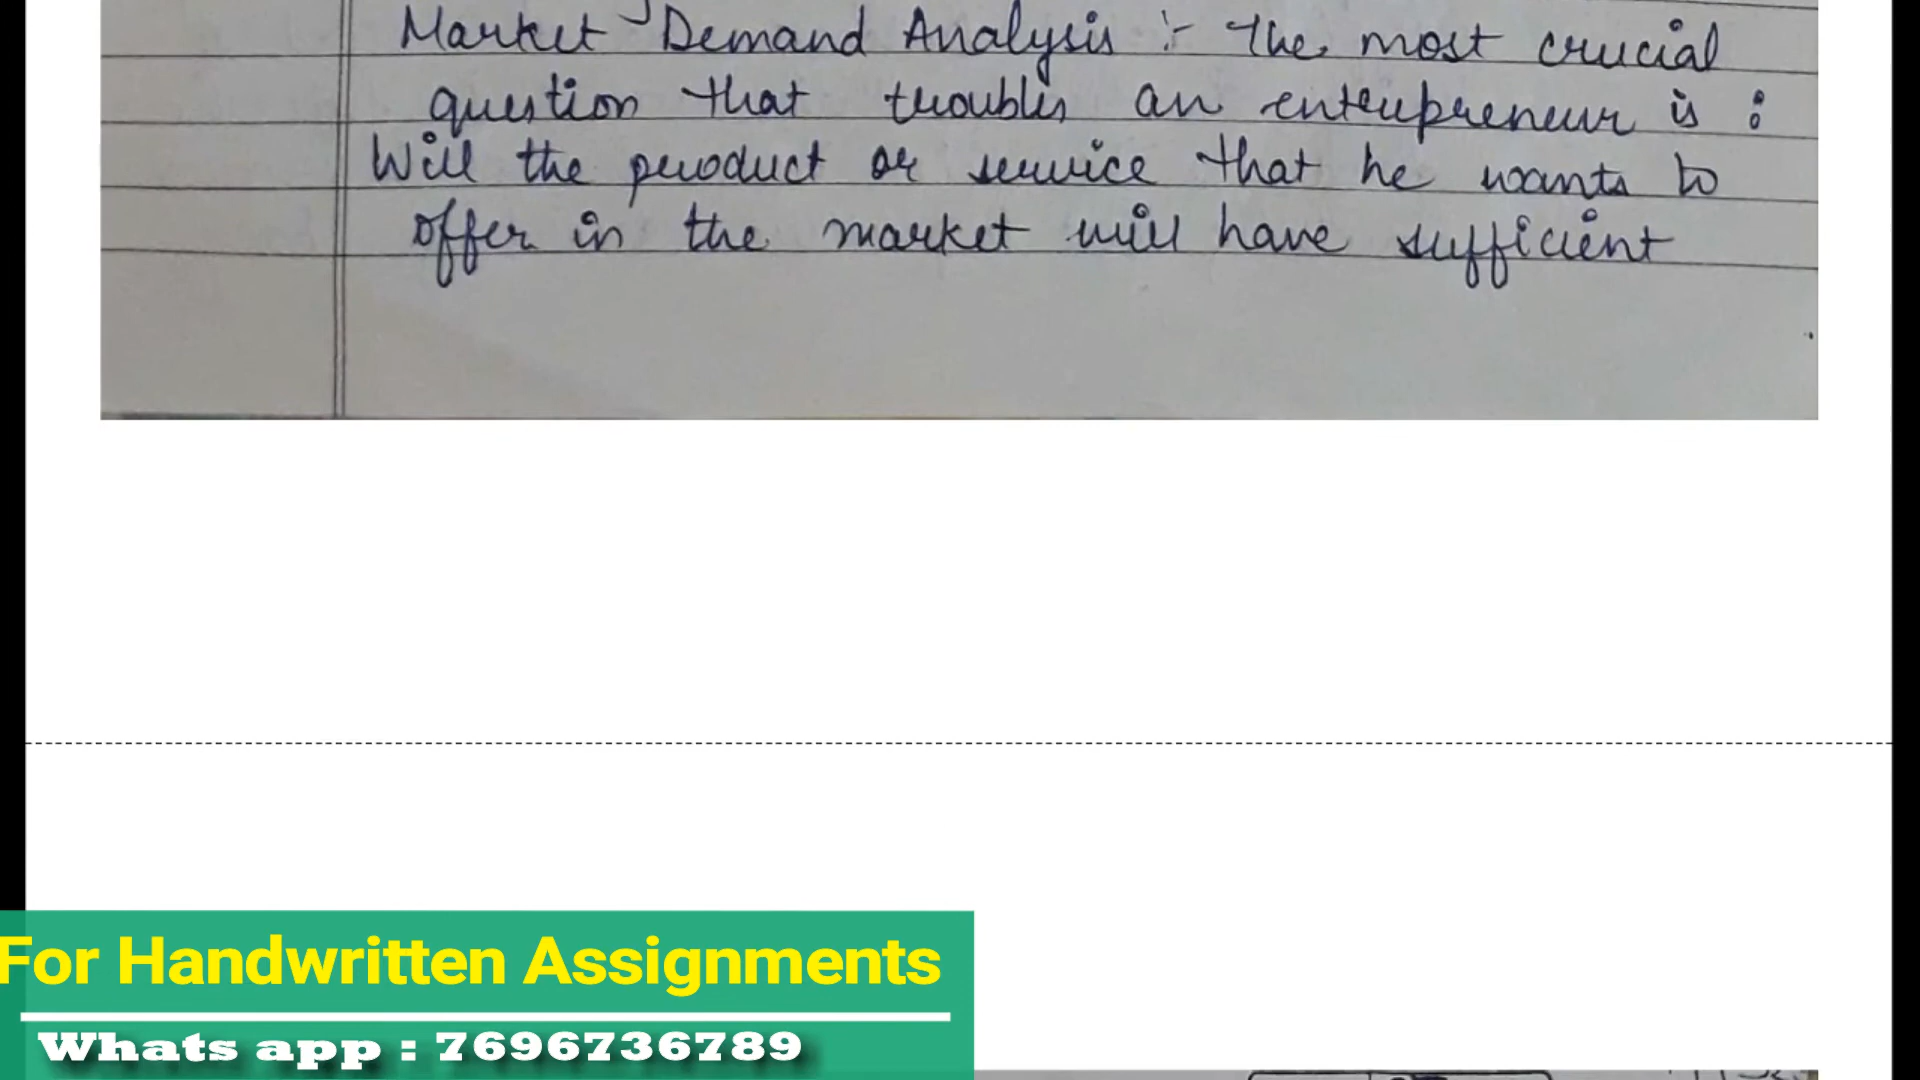 Market Demand Analysis :- The most crucial
question that troubles an enterpreneur is :
Will the product or service that he wants to
offer in the market will have sufficient
For Handwritten Assignments
Whats app : 7696736789